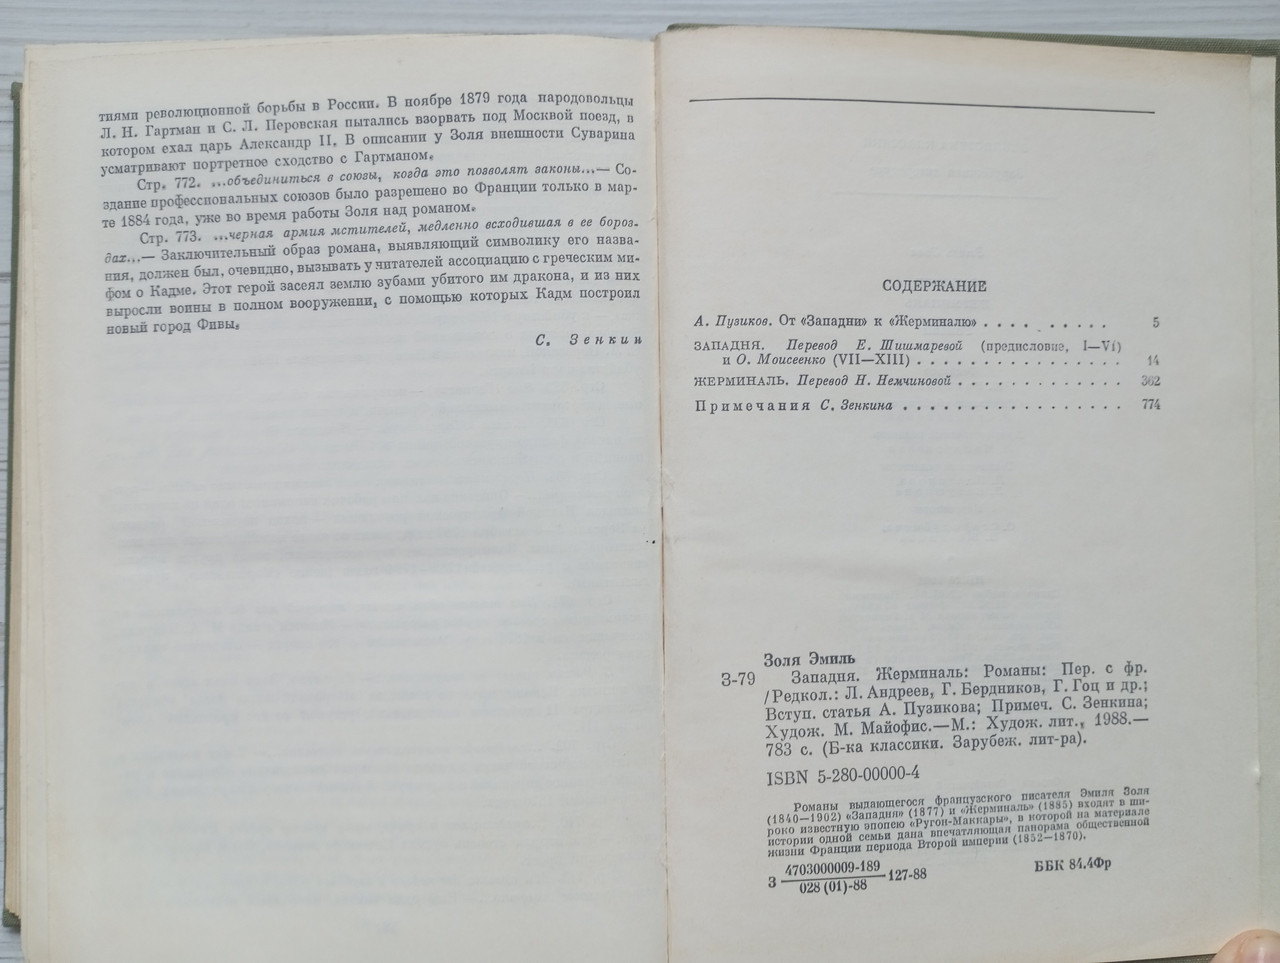 тиями революционной борьбы в России. В ноябре 1879 года народовольцы
Л. Н. Гартман и С. Л. Перовская пытались взорвать под Москвой поезд, в
котором ехал царь Александр II. В описании у Золя внешности Суварина
усматривают портретное сходство с Гартманом.
Стр. 772. ...объединиться в союзы, когда это позволят законы...— Со-
здание профессиональных союзов было разрешено во Франции только в мар-
те 1884 года, уже во время работы Золя над романом.
Стр. 773. ...черная армия мстителей, медленно всходившая в ее бороз-
дах...— Заключительный образ романа, выявляющий символику его назва-
ния, должен был, очевидно, вызывать у читателей ассоциацию с греческим ми-
фом о Кадме. Этот герой засеял землю зубами убитого им дракона, и из них
выросли воины в полном вооружении, с помощью которых Кадм построил
новый город Фивы.
С. Зенкин
СОДЕРЖАНИЕ
А. Пузиков. От «Западни» к «Жерминалю» . . . . . . . . . . 5
ЗАПАДНЯ. Перевод Е. Шишмаревой (предисловие, I—VI)
и О. Моисеенко (VII—XIII) . . . . . . . . . . . . . . . . 14
ЖЕРМИНАЛЬ. Перевод Н. Немчиновой . . . . . . . . . . . . . 362
Примечания С. Зенкина . . . . . . . . . . . . . . . . . 774
Золя Эмиль
З-79 Западня. Жерминаль: Романы: Пер. с фр.
/Редкол.: Л. Андреев, Г. Бердников, Г. Гоц и др.;
Вступ. статья А. Пузикова; Примеч. С. Зенкина;
Худож. М. Майофис.—М.: Худож. лит., 1988.—
783 с. (Б-ка классики. Зарубеж. лит-ра).
ISBN 5-280-00000-4
Романы выдающегося французского писателя Эмиля Золя
(1840—1902) «Западня» (1877) и «Жерминаль» (1885) входят в ши-
роко известную эпопею «Ругон-Маккары», в которой на материале
истории одной семьи дана впечатляющая панорама общественной
жизни Франции периода Второй империи (1852—1870).
З 4703000009-189 127-88
028 (01)-88
ББК 84.4Фр